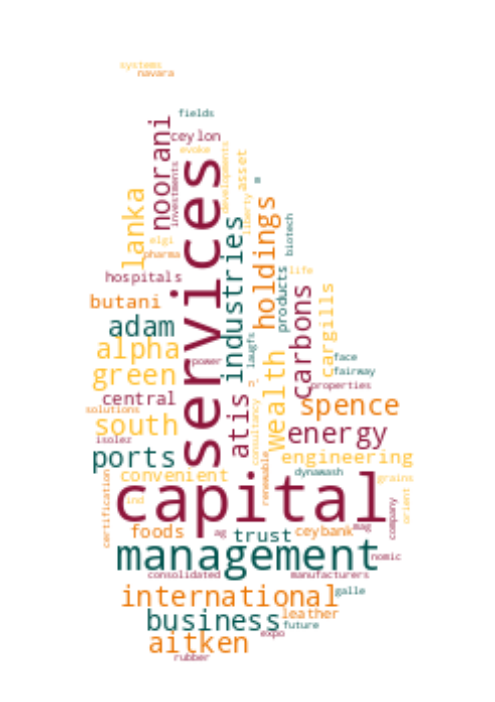 systems
navara
fields
noorani
ceylon
evoke
investments
services
developments
asset
liberty
m
lanka
industries
holdings
biotech
elgi
pharma
hospitals
products
life
butani
carbons
cargills
adam
laugfs
alpha
power
face
green
fairway
wealth
properties
central
atis
consultancy
solutions
spence
south
isolez
energy
ports
engineering
renewable
convenient
dynawash
grains
certification
capital
ind
orient
company
foods
ag
trust
ceybank
mag
management
nomic
consolidated
manufacturers
international
galle
business
leather
future
aitken
expo
rubber